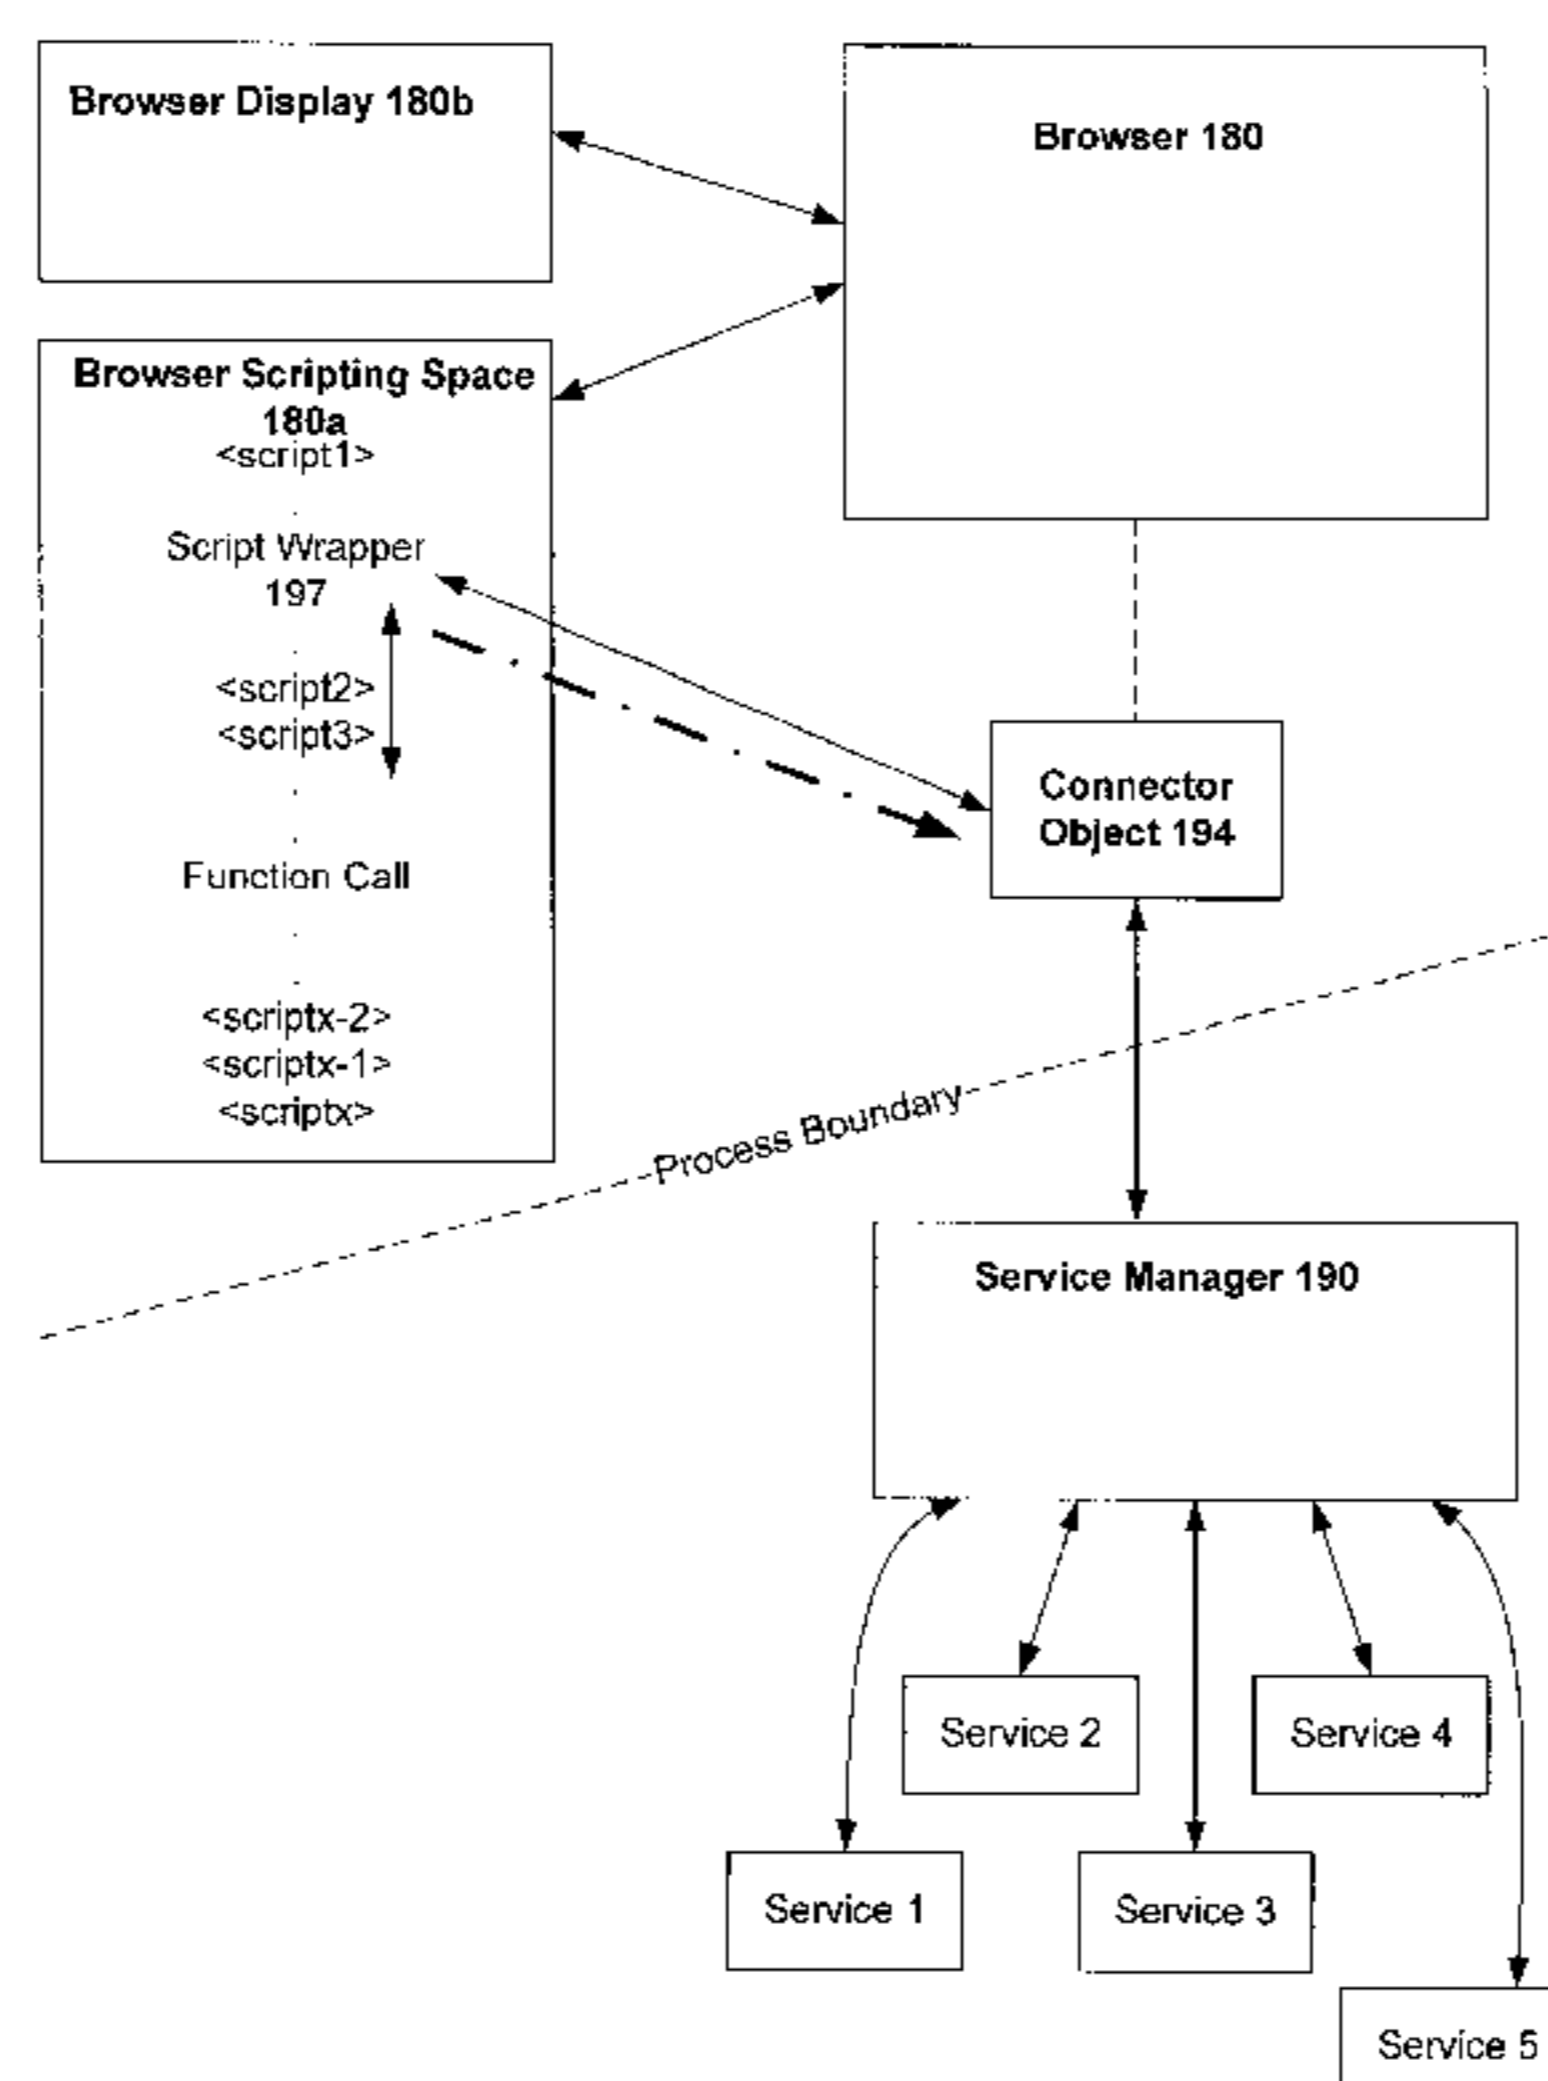 Browser Display 180b
Browser 180
Browser Scripting Space
180a
<script1>
.
Script Wrapper
197
.
<script2>
<script3>
.
.
Function Call
.
.
<scriptx-2>
<scriptx-1>
<scriptx>
Connector
Object 194
Process Boundary
Service Manager 190
Service 2
Service 4
Service 1
Service 3
Service 5